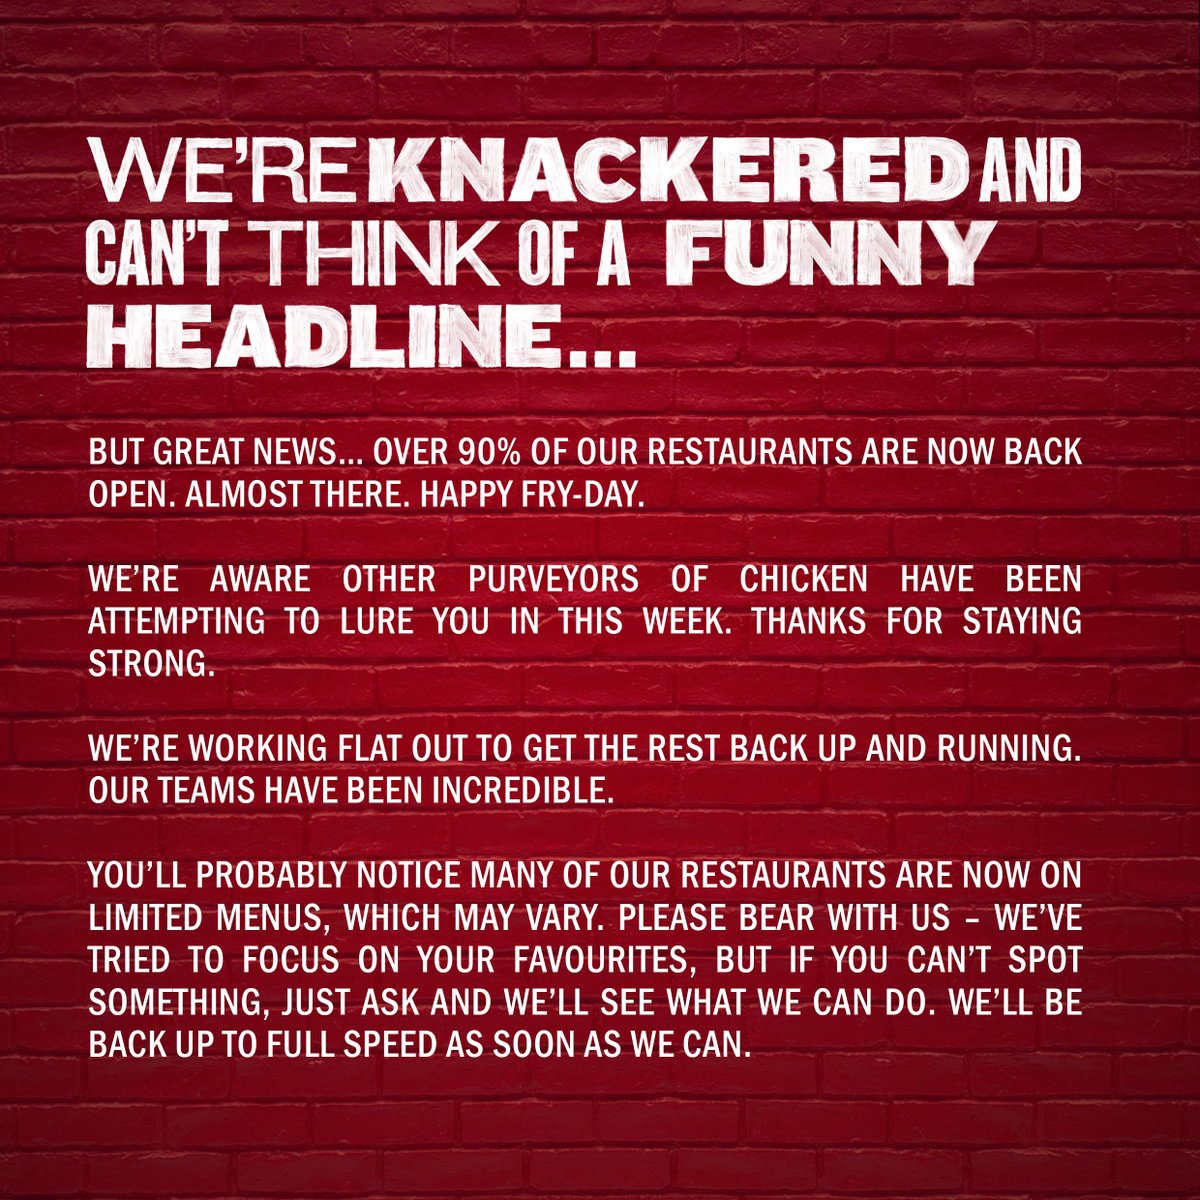 WE'RE KNACKERED AND
CAN'T THINK OF A FUNNY
HEADLINE...
BUT GREAT NEWS... OVER 90% OF OUR RESTAURANTS ARE NOW BACK
OPEN. ALMOST THERE. HAPPY FRY-DAY.
WE'RE AWARE OTHER PURVEYORS OF CHICKEN HAVE BEEN
ATTEMPTING TO LURE YOU IN THIS WEEK. THANKS FOR STAYING
STRONG.
WE'RE WORKING FLAT OUT TO GET THE REST BACK UP AND RUNNING.
OUR TEAMS HAVE BEEN INCREDIBLE.
YOU'LL PROBABLY NOTICE MANY OF OUR RESTAURANTS ARE NOW ON
LIMITED MENUS, WHICH MAY VARY. PLEASE BEAR WITH US – WE'VE
TRIED TO FOCUS ON YOUR FAVOURITES, BUT IF YOU CAN'T SPOT
SOMETHING, JUST ASK AND WE'LL SEE WHAT WE CAN DO. WE'LL BE
BACK UP TO FULL SPEED AS SOON AS WE CAN.